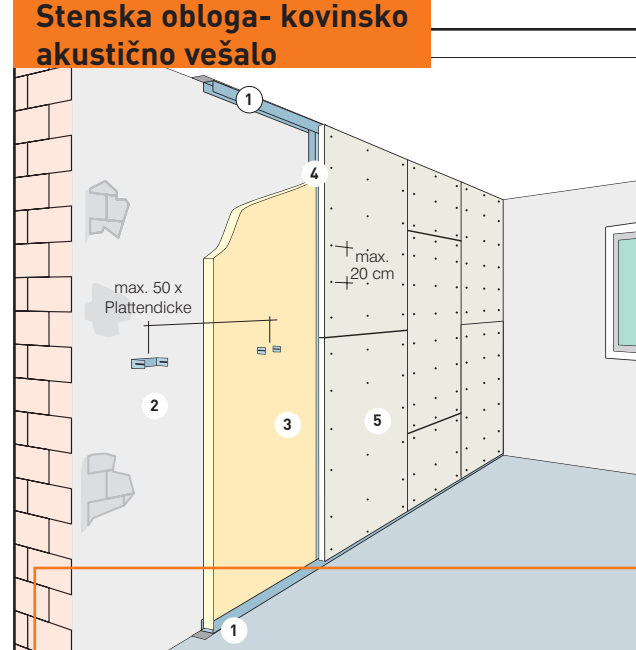 Stenska obloga- kovinsko
akustično vešalo
1
4
max.
20 cm
max. 50 x
Plattendicke
2
3
5
1